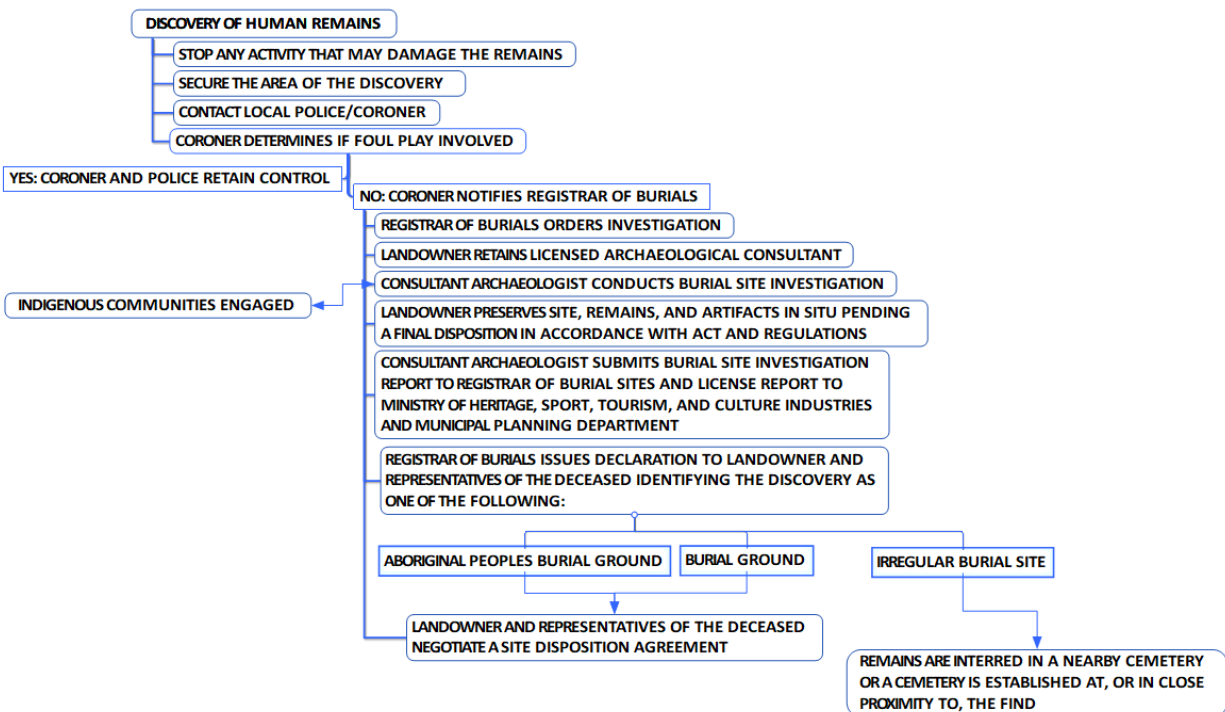 DISCOVERY OF HUMAN REMAINS
STOP ANY ACTIVITY THAT MAY DAMAGE THE REMAINS
SECURE THE AREA OF THE DISCOVERY
CONTACT LOCAL POLICE/CORONER
CORONER DETERMINES IF FOUL PLAY INVOLVED
YES: CORONER AND POLICE RETAIN CONTROL
NO: CORONER NOTIFIES REGISTRAR OF BURIALS
REGISTRAR OF BURIALS ORDERS INVESTIGATION
LANDOWNER RETAINS LICENSED ARCHAEOLOGICAL CONSULTANT
CONSULTANT ARCHAEOLOGIST CONDUCTS BURIAL SITE INVESTIGATION
INDIGENOUS COMMUNITIES ENGAGED
LANDOWNER PRESERVES SITE, REMAINS, AND ARTIFACTS IN SITU PENDING
A FINAL DISPOSITION IN ACCORDANCE WITH ACT AND REGULATIONS
CONSULTANT ARCHAEOLOGIST SUBMITS BURIAL SITE INVESTIGATION
REPORT TO REGISTRAR OF BURIAL SITES AND LICENSE REPORT TO
MINISTRY OF HERITAGE, SPORT, TOURISM, AND CULTURE INDUSTRIES
AND MUNICIPAL PLANNING DEPARTMENT
REGISTRAR OF BURIALS ISSUES DECLARATION TO LANDOWNER AND
REPRESENTATIVES OF THE DECEASED IDENTIFYING THE DISCOVERY AS
ONE OF THE FOLLOWING:
ABORIGINAL PEOPLES BURIAL GROUND
BURIAL GROUND
IRREGULAR BURIAL SITE
LANDOWNER AND REPRESENTATIVES OF THE DECEASED
NEGOTIATE A SITE DISPOSITION AGREEMENT
REMAINS ARE INTERRED IN A NEARBY CEMETERY
OR A CEMETERY IS ESTABLISHED AT, OR IN CLOSE
PROXIMITY TO, THE FIND